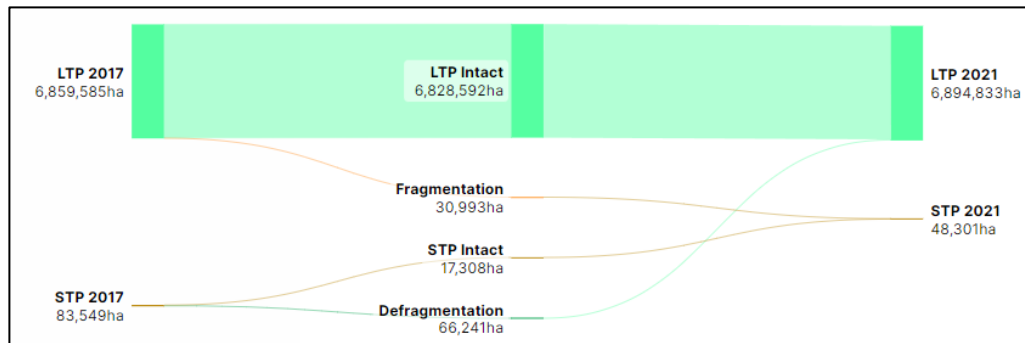 LTP 2017
6,859,585ha
LTP Intact
6,828,592ha
LTP 2021
6,894,833ha
Fragmentation
30,993ha
STP 2021
48,301ha
STP Intact
17,308ha
STP 2017
83,549ha
Defragmentation
66,241ha